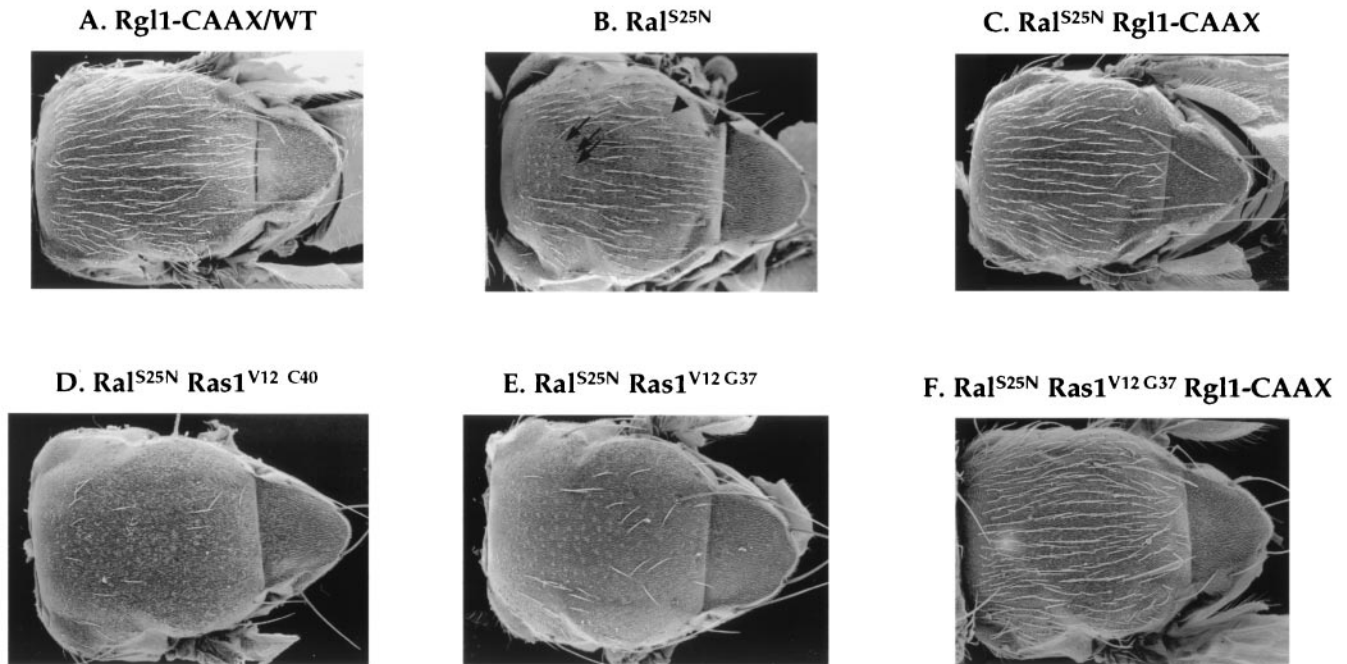 A. Rgl1-CAAX/WT
B. Ral^S25N
C. Ral^S25N Rgl1-CAAX
D. Ral^S25N Ras1^V12 C40
E. Ral^S25N Ras1^V12 G37
F. Ral^S25N Ras1^V12 G37 Rgl1-CAAX